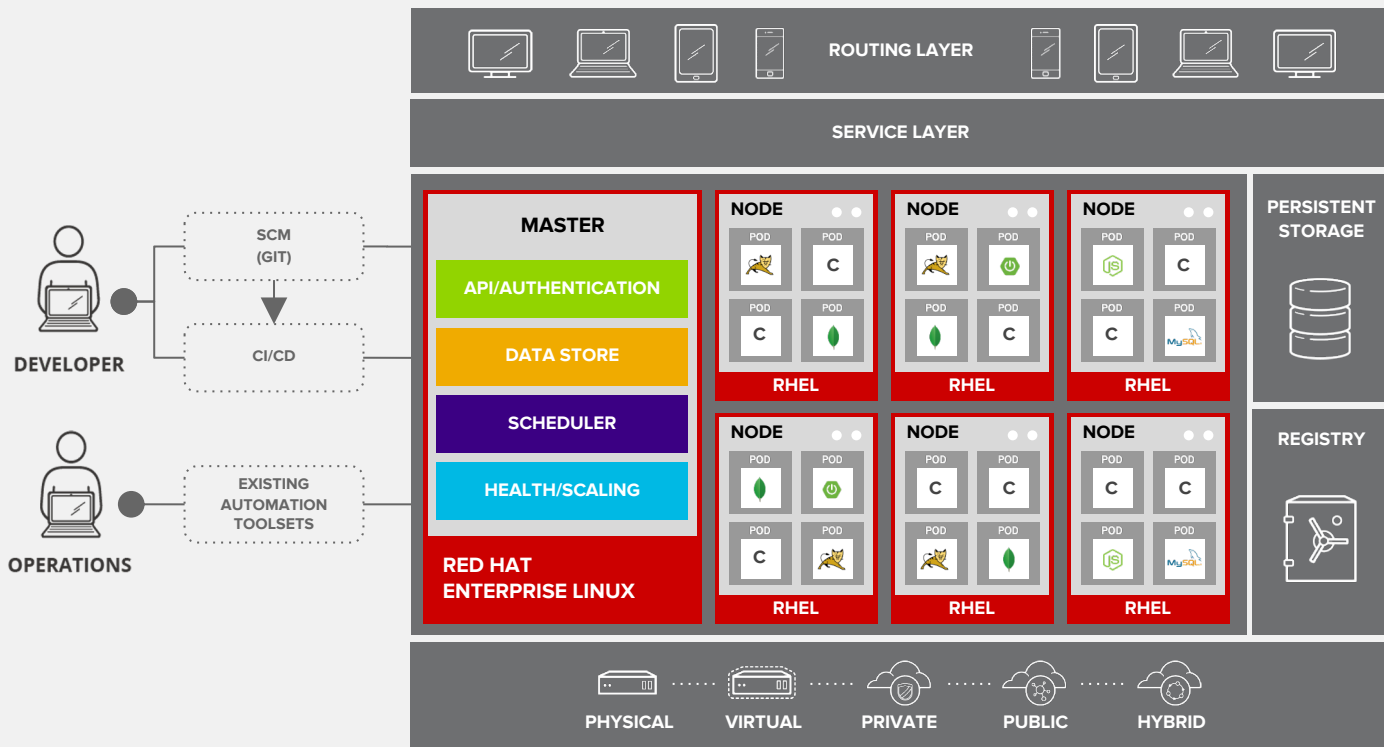 ROUTING LAYER
SERVICE LAYER
SCM
(GIT)
CI/CD
DEVELOPER
EXISTING
AUTOMATION
TOOLSETS
OPERATIONS
MASTER
API/AUTHENTICATION
DATA STORE
SCHEDULER
HEALTH/SCALING
RED HAT
ENTERPRISE LINUX
NODE
POD
POD
C
POD
POD
C
RHEL
NODE
POD
POD
POD
POD
C
RHEL
NODE
POD
POD
JS
C
POD
POD
C
MySQL
RHEL
NODE
POD
POD
POD
POD
C
RHEL
NODE
POD
POD
C
C
POD
POD
RHEL
NODE
POD
POD
C
C
POD
POD
JS
MySQL
RHEL
PERSISTENT
STORAGE
REGISTRY
PHYSICAL
VIRTUAL
PRIVATE
PUBLIC
HYBRID